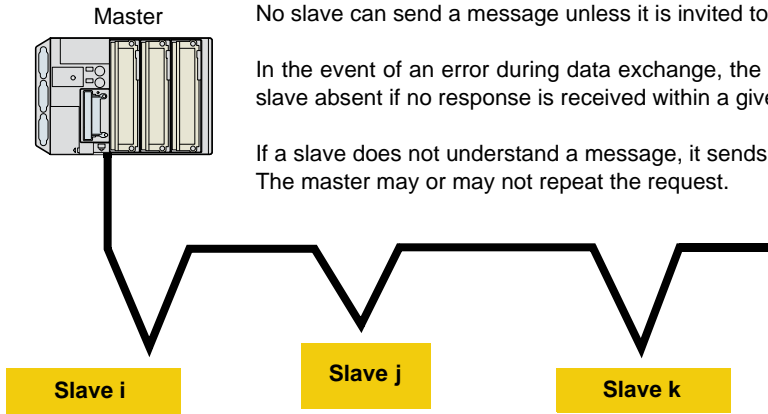 Master
No slave can send a message unless it is invited to
In the event of an error during data exchange, the
slave absent if no response is received within a give
If a slave does not understand a message, it sends
The master may or may not repeat the request.
Slave i
Slave j
Slave k